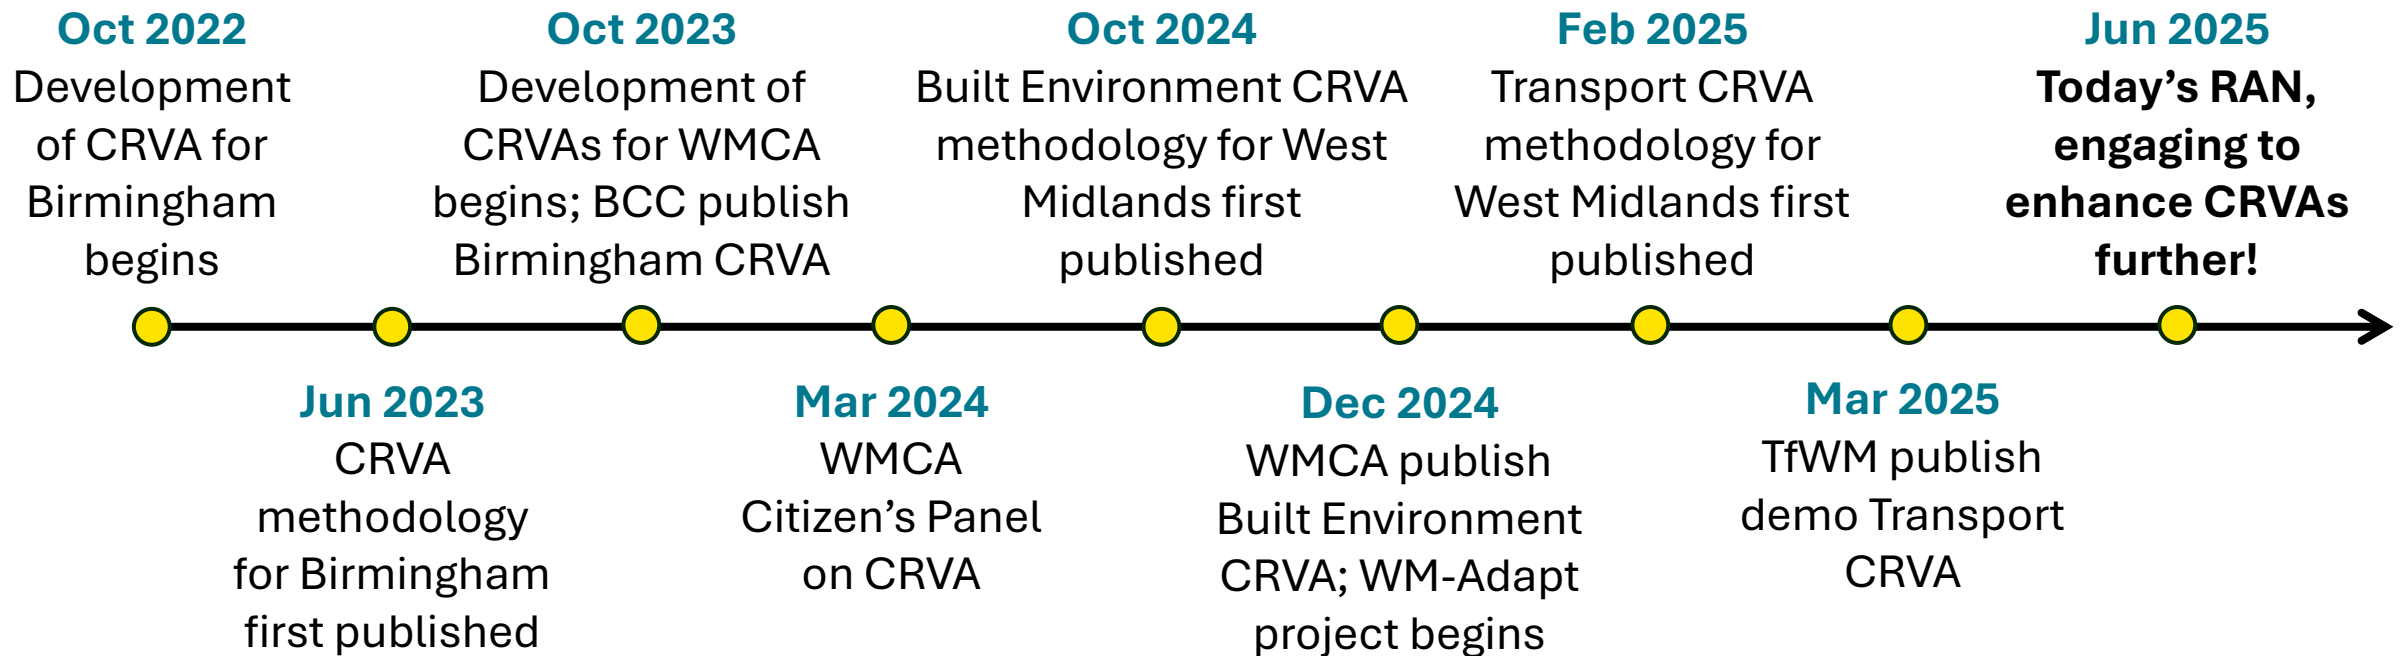 Oct 2022
Development
of CRVA for
Birmingham
begins
Jun 2023
CRVA
methodology
for Birmingham
first published
Oct 2023
Development of
CRVAs for WMCA
begins; BCC publish
Birmingham CRVA
Mar 2024
WMCA
Citizen’s Panel
on CRVA
Oct 2024
Built Environment CRVA
methodology for West
Midlands first
published
Dec 2024
WMCA publish
Built Environment
CRVA; WM-Adapt
project begins
Feb 2025
Transport CRVA
methodology for
West Midlands first
published
Mar 2025
TfWM publish
demo Transport
CRVA
Jun 2025
Today’s RAN,
engaging to
enhance CRVAs
further!